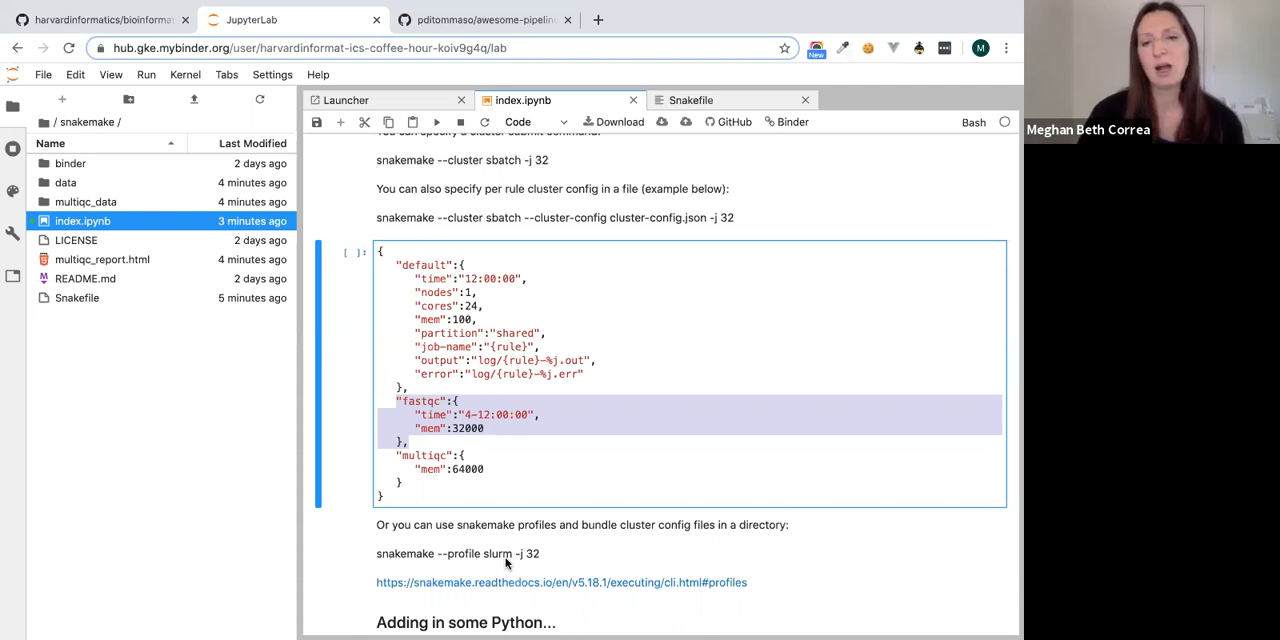 harvardinformatics/bioinformat
JupyterLab
pditommaso/awesome-pipeline
hub.gke.mybinder.org/user/harvardinformat-ics-coffee-hour-koiv9g4q/lab
New
M
File Edit View Run Kernel Tabs Settings Help
Launcher
index.ipynb
Snakefile
Code
Download
GitHub
Binder
Bash
/ snakemake /
Name Last Modified
binder 2 days ago
data 4 minutes ago
multiqc_data 4 minutes ago
index.ipynb 3 minutes ago
LICENSE 2 days ago
multiqc_report.html 4 minutes ago
README.md 2 days ago
Snakefile 5 minutes ago
You can specify a cluster submit command:
snakemake --cluster sbatch -j 32
You can also specify per rule cluster config in a file (example below):
snakemake --cluster sbatch --cluster-config cluster-config.json -j 32
[ ]:
{
"default":{
"time":"12:00:00",
"nodes":1,
"cores":24,
"mem":100,
"partition":"shared",
"job-name":"{rule}",
"output":"log/{rule}-%j.out",
"error":"log/{rule}-%j.err"
},
"fastqc":{
"time":"4-12:00:00",
"mem":32000
},
"multiqc":{
"mem":64000
}
}
Or you can use snakemake profiles and bundle cluster config files in a directory:
snakemake --profile slurm -j 32
https://snakemake.readthedocs.io/en/v5.18.1/executing/cli.html#profiles
Adding in some Python...
Meghan Beth Correa